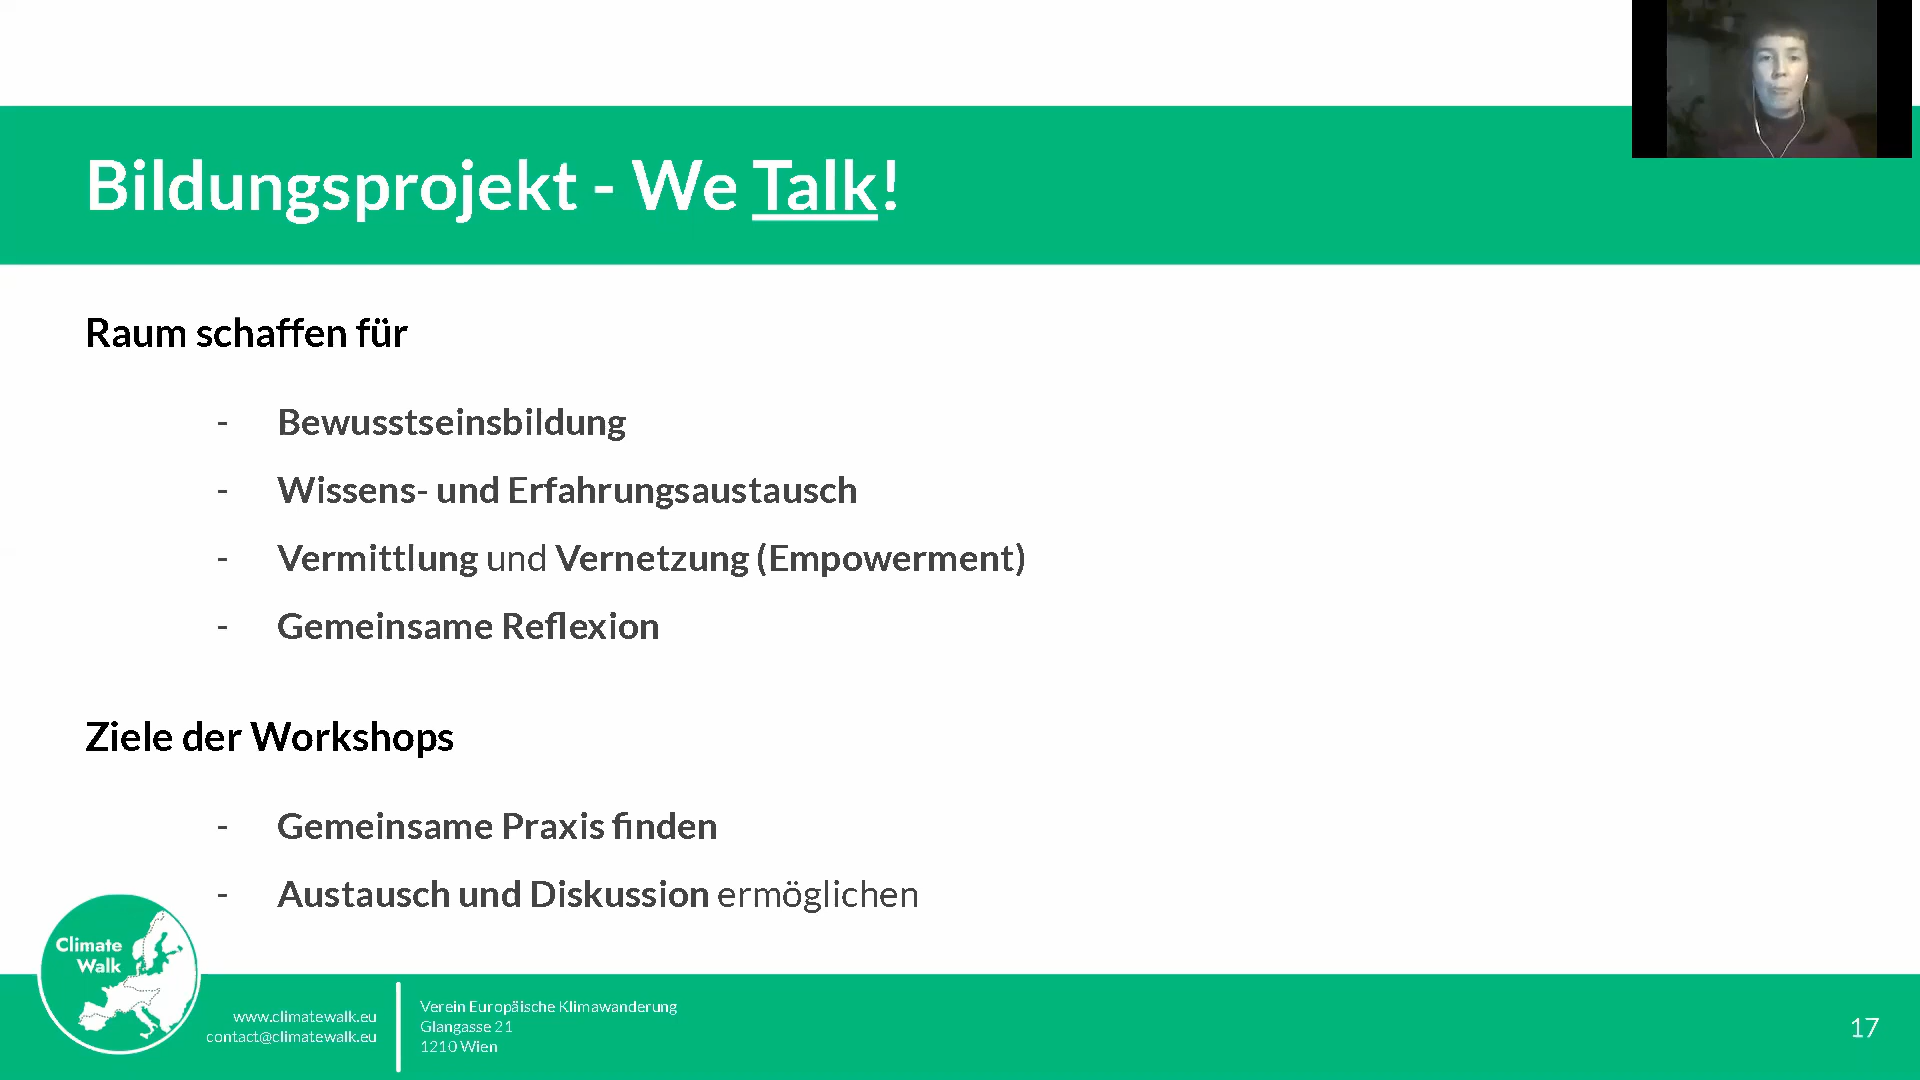 Bildungsprojekt - We Talk!
Raum schaffen für
- Bewusstseinsbildung
- Wissens- und Erfahrungsaustausch
- Vermittlung und Vernetzung (Empowerment)
- Gemeinsame Reflexion
Ziele der Workshops
- Gemeinsame Praxis finden
- Austausch und Diskussion ermöglichen
Climate
Walk
www.climatewalk.eu
contact@climatewalk.eu
Verein Europäische Klimawanderung
Glangasse 21
1210 Wien
17